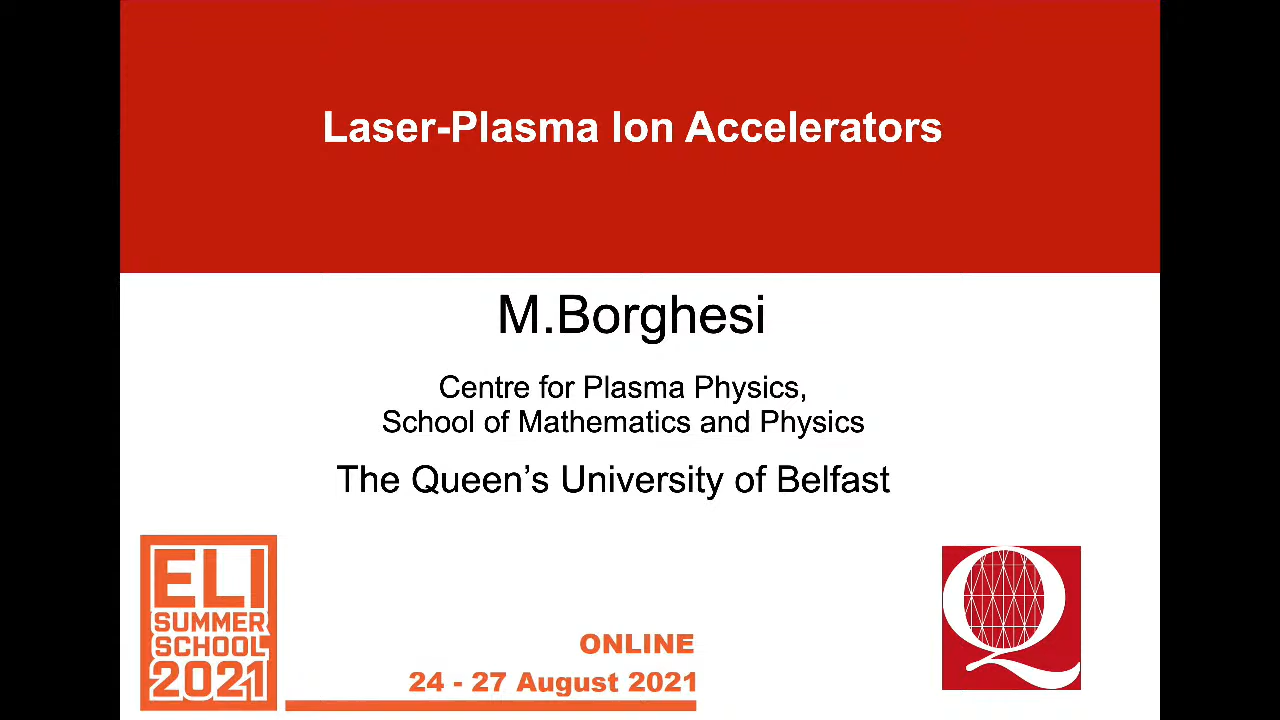 Laser-Plasma Ion Accelerators
M.Borghesi
Centre for Plasma Physics,
School of Mathematics and Physics
The Queen’s University of Belfast
ELI
SUMMER
SCHOOL
2021
ONLINE
24 - 27 August 2021
Q